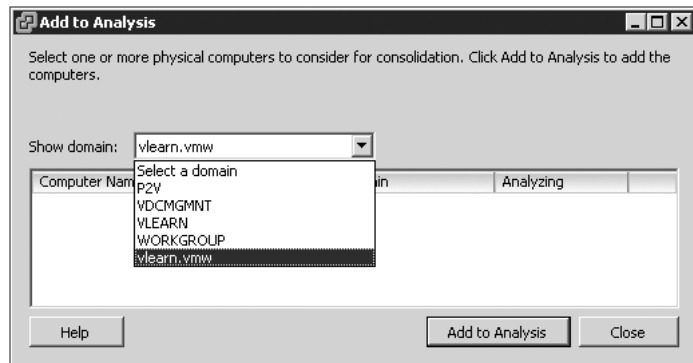 Add to Analysis
Select one or more physical computers to consider for consolidation. Click Add to Analysis to add the
computers.
Show domain: vlearn.vmw
Select a domain
P2V
VDCMGMNT
VLEARN
WORKGROUP
vlearn.vmw
Computer Nam in Analyzing
Help Add to Analysis Close